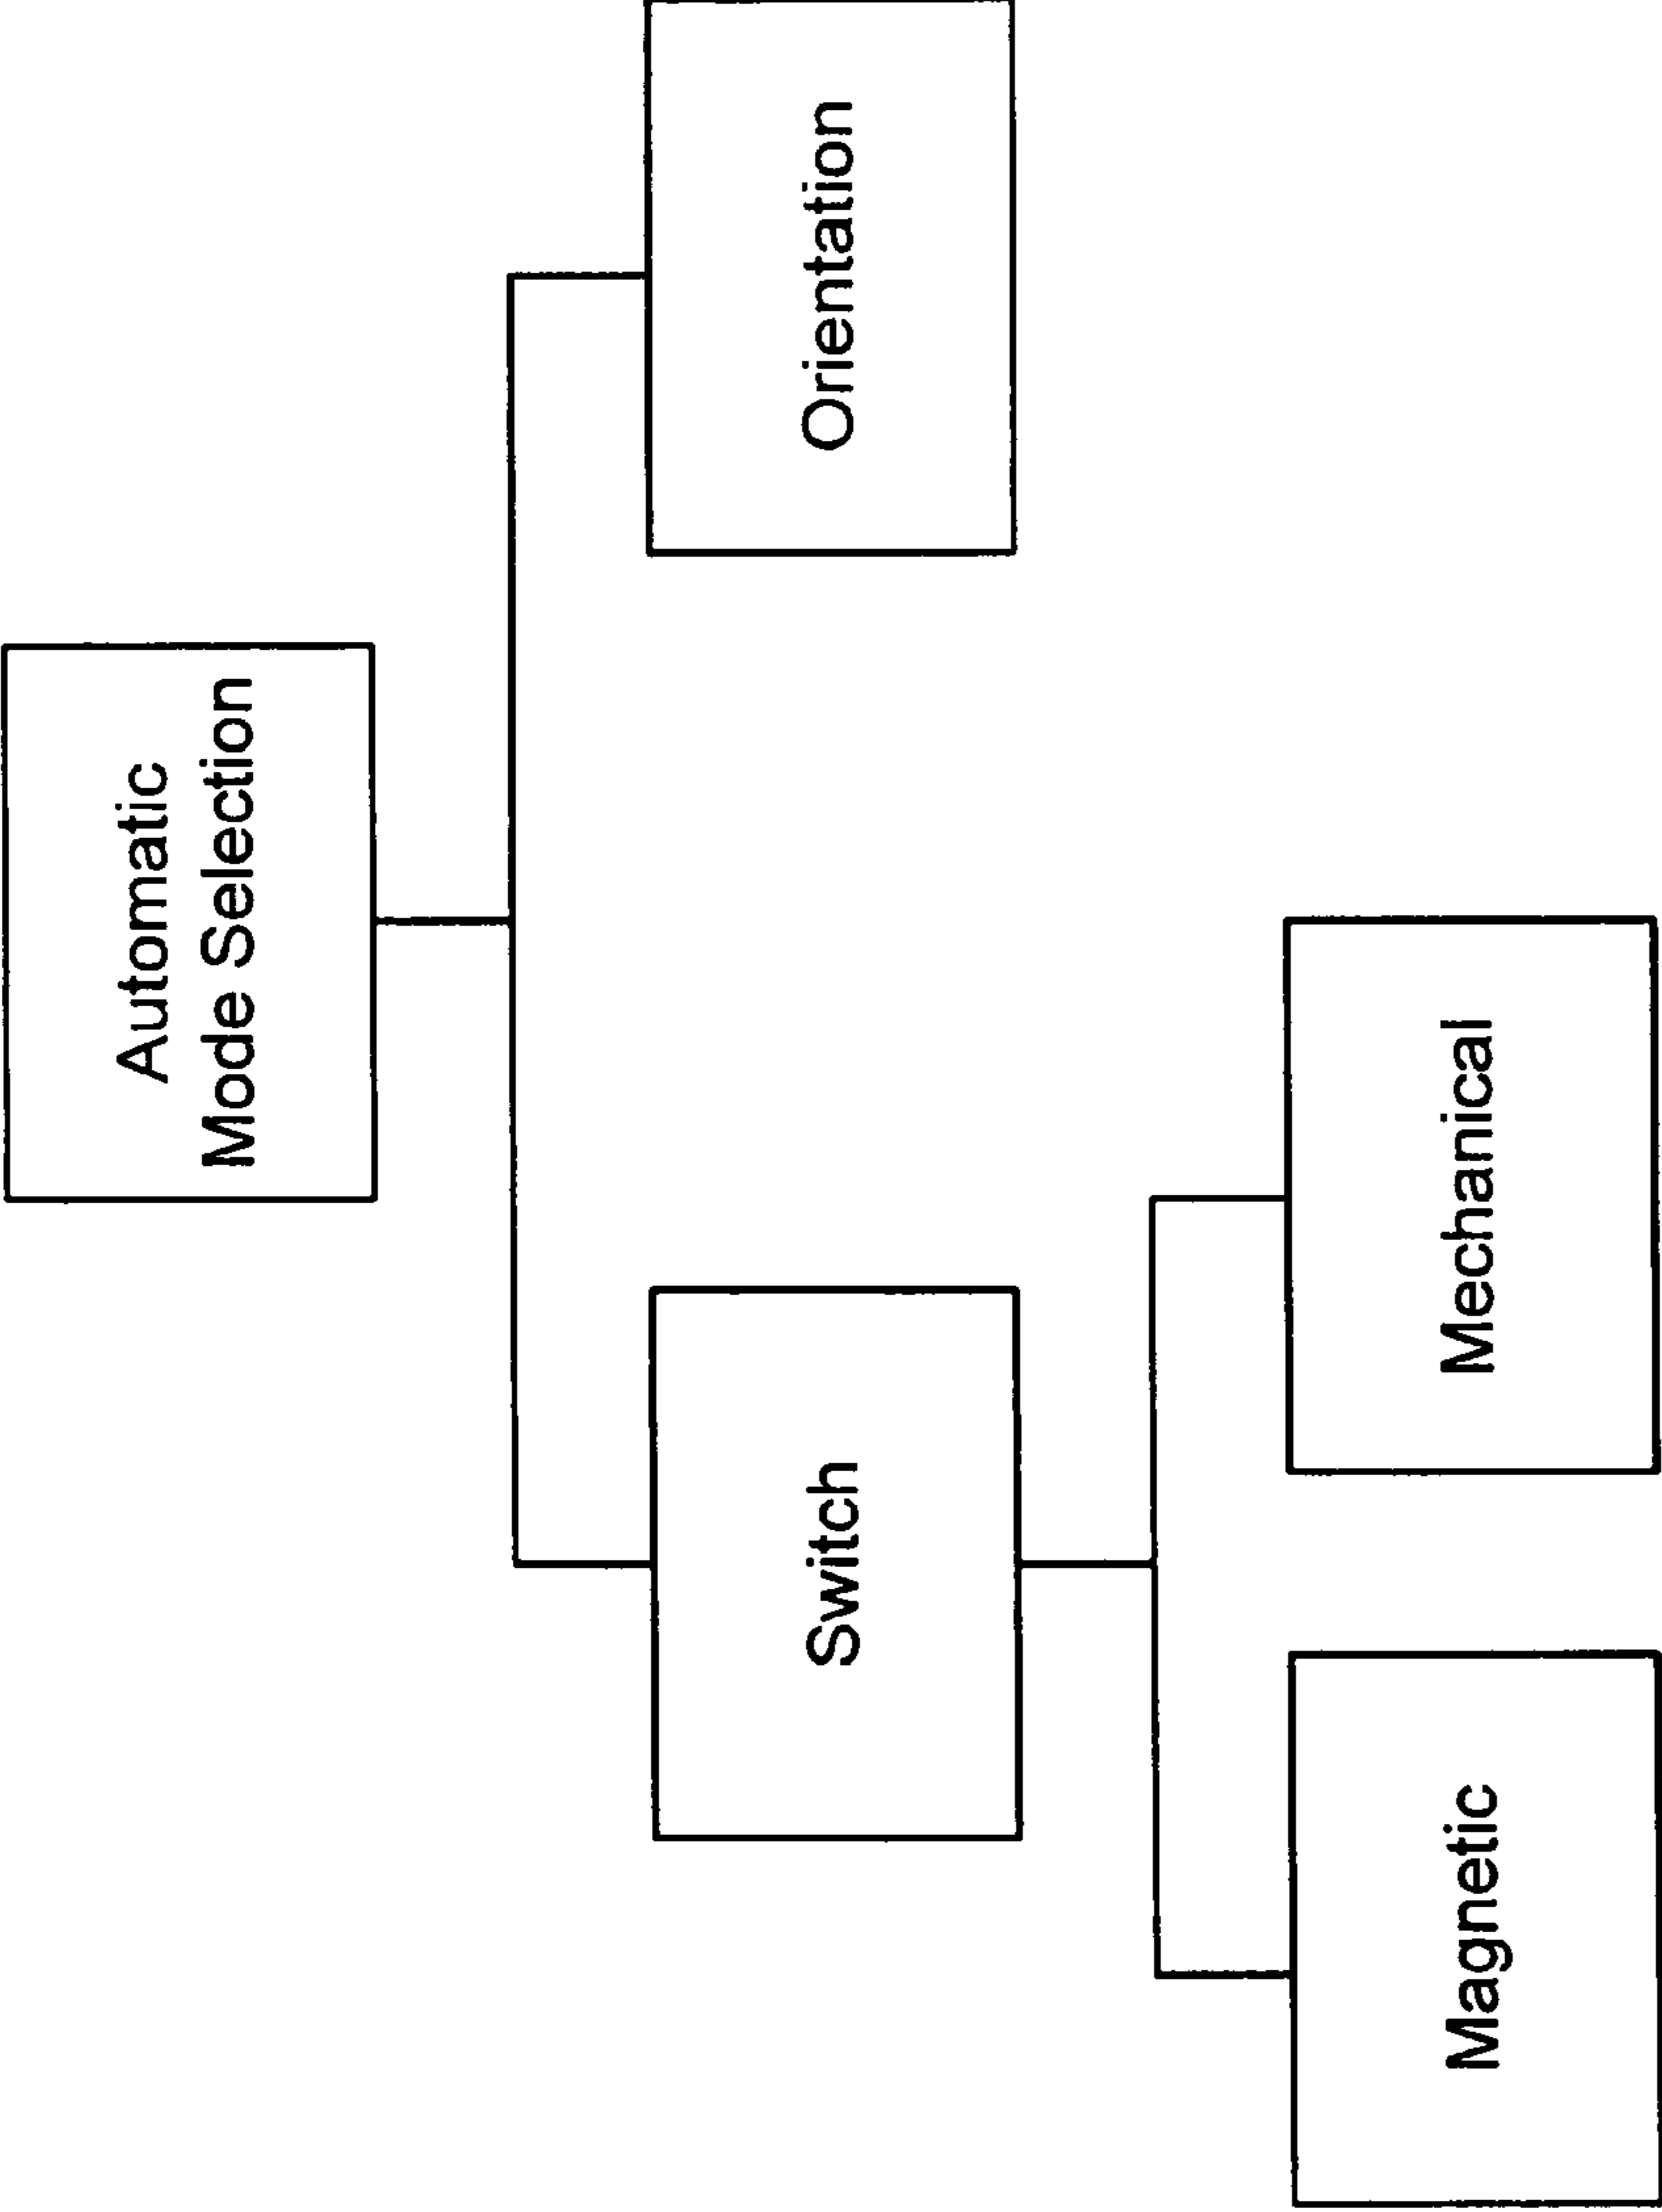 Automatic
Mode Selection
Switch
Orientation
Magnetic
Mechanical